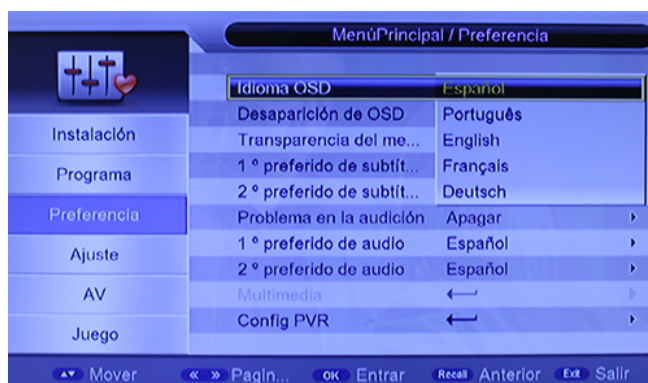 MenúPrincipal / Preferencia
Instalación
Programa
Preferencia
Ajuste
AV
Juego
Idioma OSD
Español
Desaparición de OSD
Português
Transparencia del me...
English
1 º preferido de subtít...
Français
2 º preferido de subtít...
Deutsch
Problema en la audición
Apagar
1 º preferido de audio
Español
2 º preferido de audio
Español
Multimedia
Config PVR
Mover
Pagin...
OK Entrar
Recall Anterior
Exit Salir